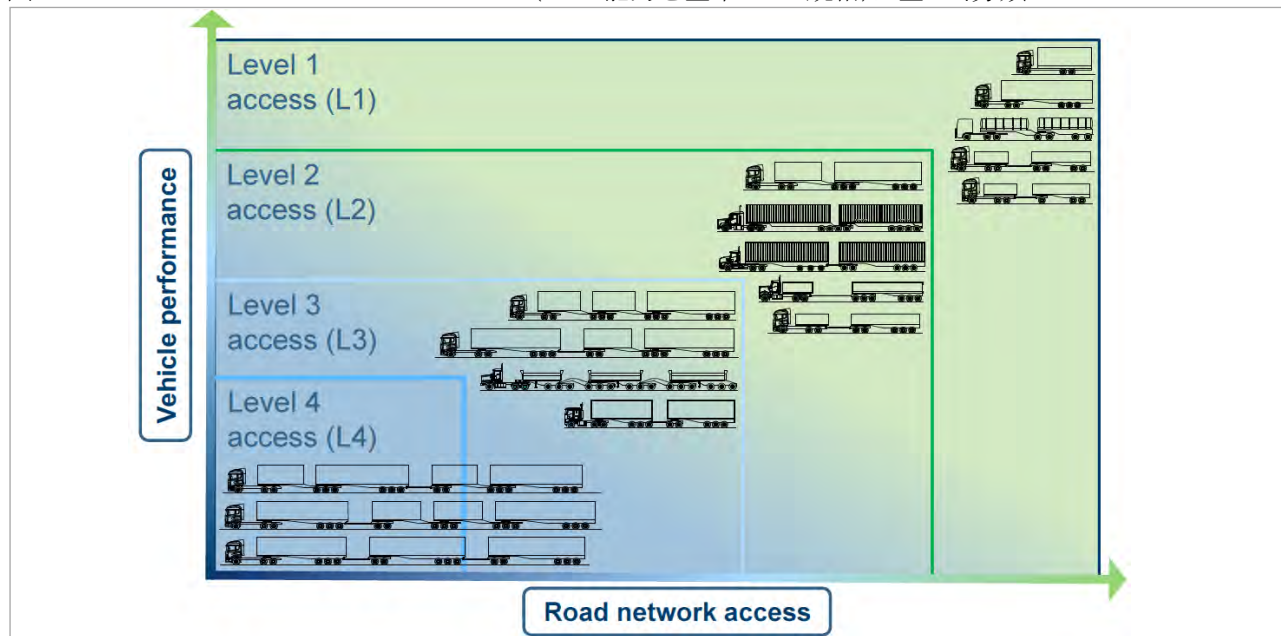 Level 1
access (L1)
Level 2
access (L2)
Level 3
access (L3)
Level 4
access (L4)
Vehicle performance
Road network access